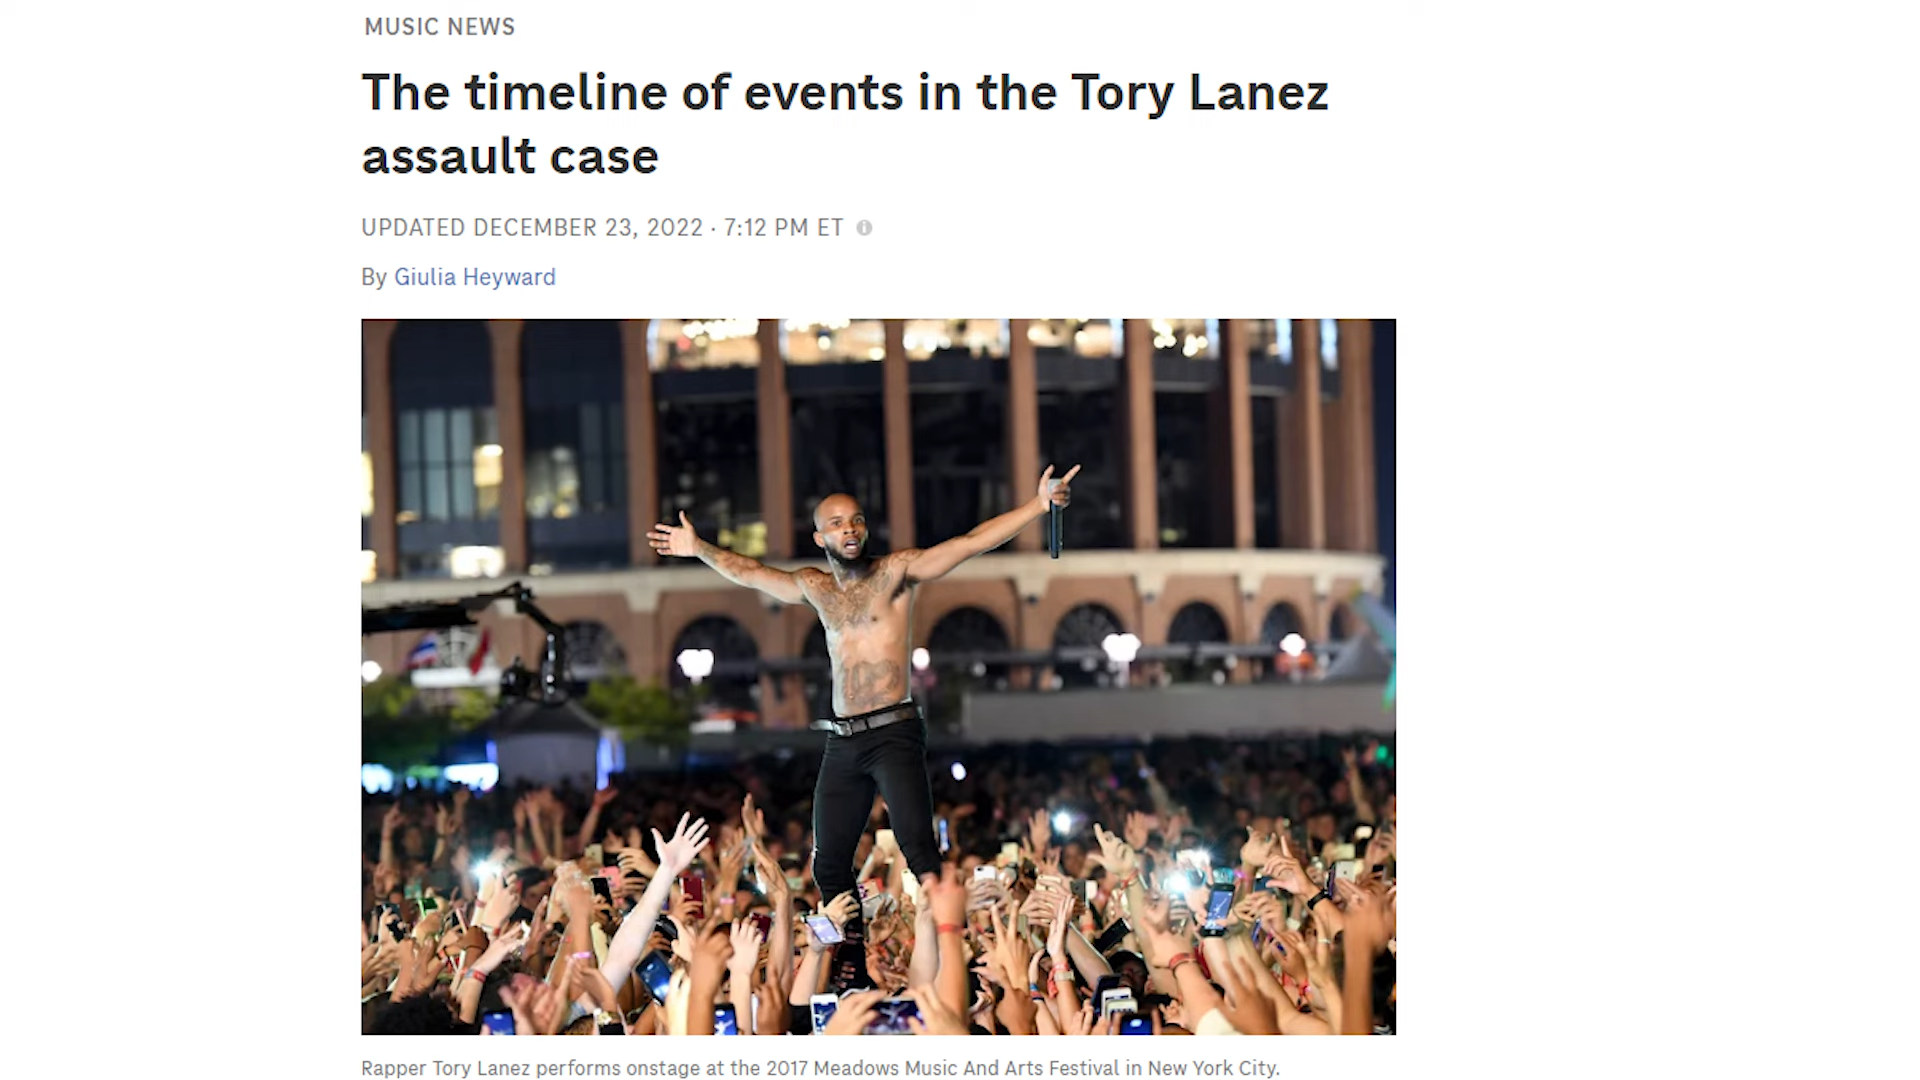 MUSIC NEWS
The timeline of events in the Tory Lanez
assault case
UPDATED DECEMBER 23, 2022 · 7:12 PM ET
By Giulia Heyward
Rapper Tory Lanez performs onstage at the 2017 Meadows Music And Arts Festival in New York City.